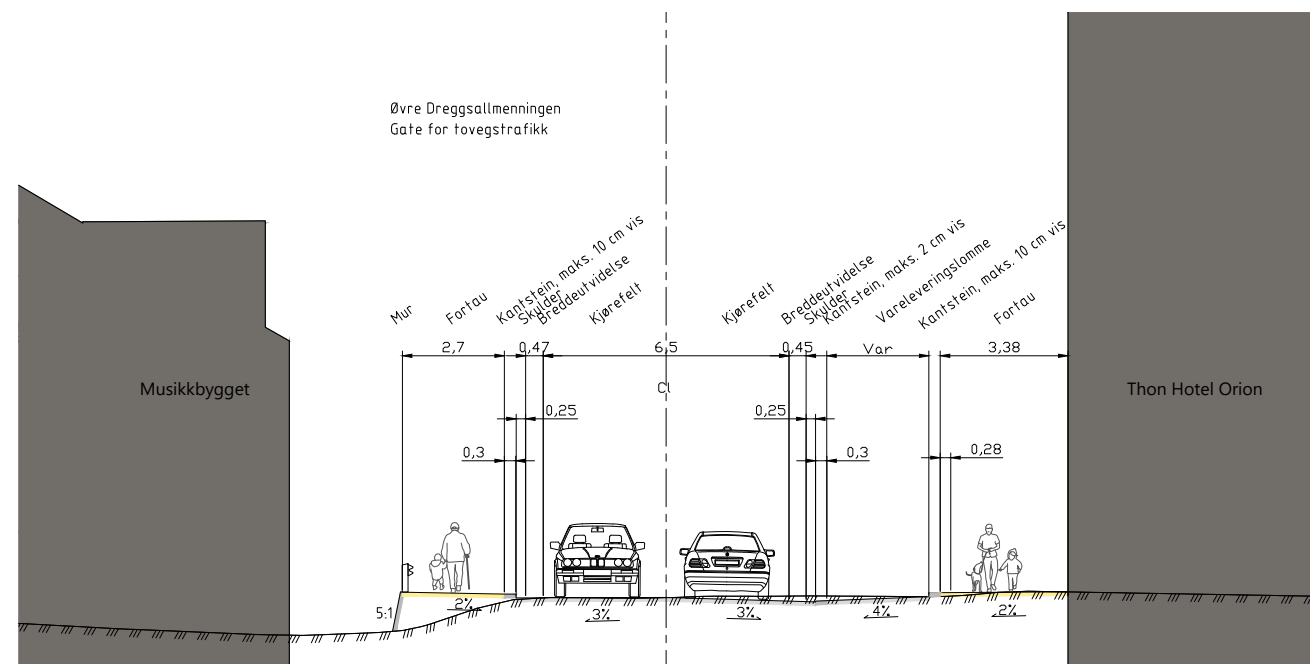 Øvre Dreggsallmenningen
Gate for tovegstrafikk
Mur
Fortau
Kantstein, maks. 10 cm vis
Skulder
Breddeutvidelse
Kjørefelt
Kjørefelt
Breddeutvidelse
Skulder
Kantstein, maks. 2 cm vis
Vareleveringslomme
Kantstein, maks. 10 cm vis
Fortau
2,7
0,47
6,5
0,45
Var
3,38
Musikkbygget
Cl
Thon Hotel Orion
0,25
0,25
0,3
0,3
0,28
5:1
2%
3%
3%
4%
2%